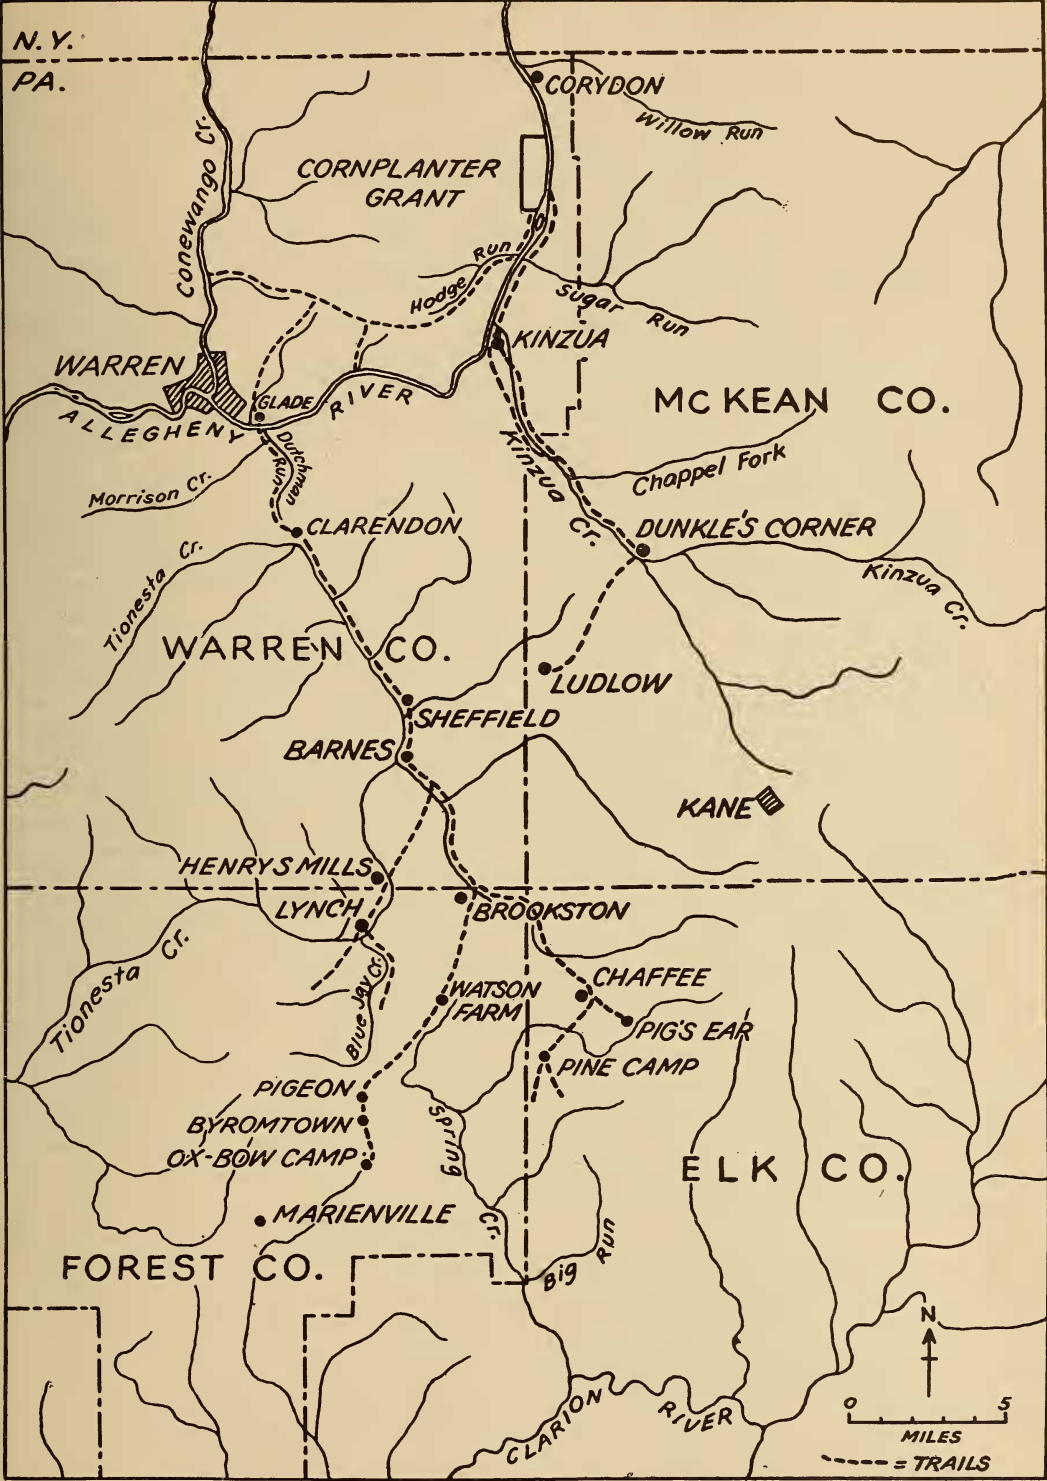 N.Y.
PA.
CORYDON
Willow Run
Conewango Cr.
CORNPLANTER
GRANT
Hodge Run
Sugar Run
KINZUA
WARREN
GLADE
ALLEGHENY RIVER
MCKEAN CO.
Dutchman
Run
Kinzua Cr.
Chappel Fork
Morrison Cr.
CLARENDON
DUNKLE'S CORNER
Tionesta Cr.
Kinzua Cr.
WARREN CO.
LUDLOW
SHEFFIELD
BARNES
KANE
HENRYS MILLS
LYNCH
BROOKSTON
Tionesta Cr.
Blue Jay Cr.
CHAFFEE
WATSON
FARM
PIG'S EAR
PINE CAMP
PIGEON
BYROMTOWN
OX-BOW CAMP
Spring Cr.
ELK CO.
MARIENVILLE
Big Run
FOREST CO.
N
CLARION RIVER
0 5
MILES
= TRAILS